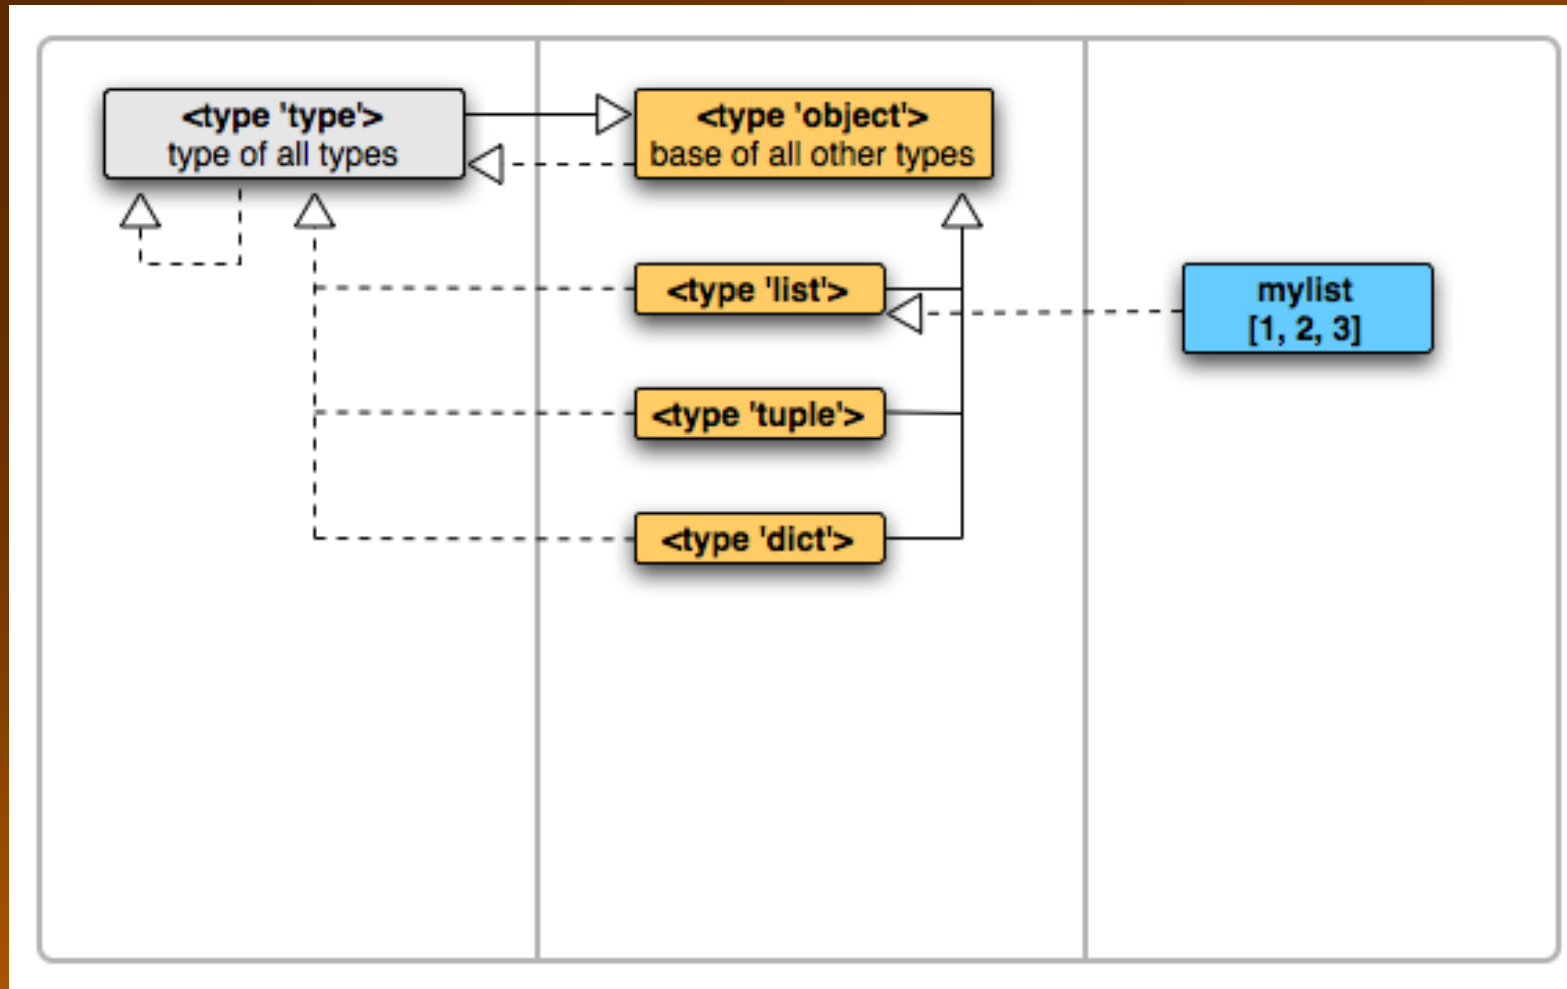 <type 'type'>
type of all types
<type 'object'>
base of all other types
<type 'list'>
mylist
[1, 2, 3]
<type 'tuple'>
<type 'dict'>